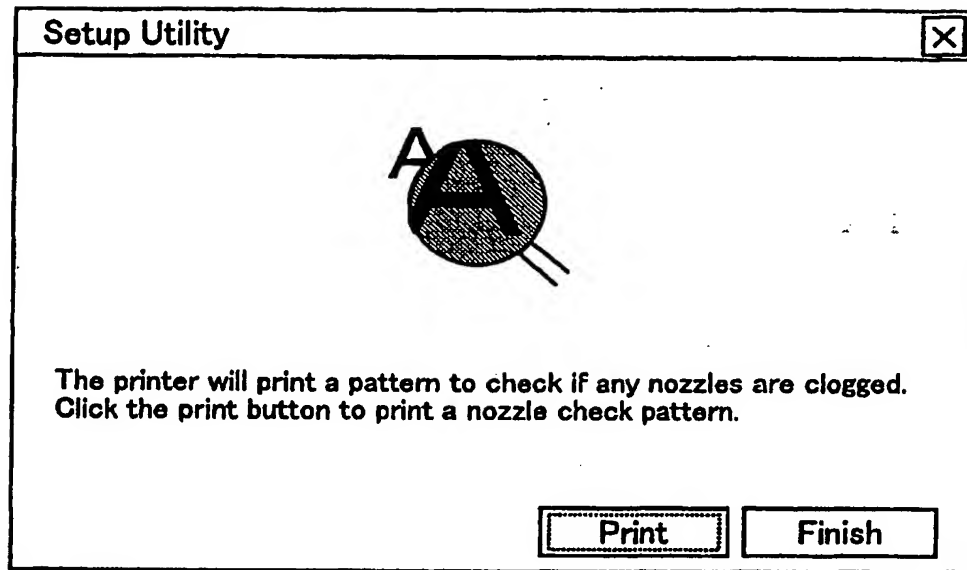 Setup Utility
A
A
The printer will print a pattern to check if any nozzles are clogged.
Click the print button to print a nozzle check pattern.
Print
Finish